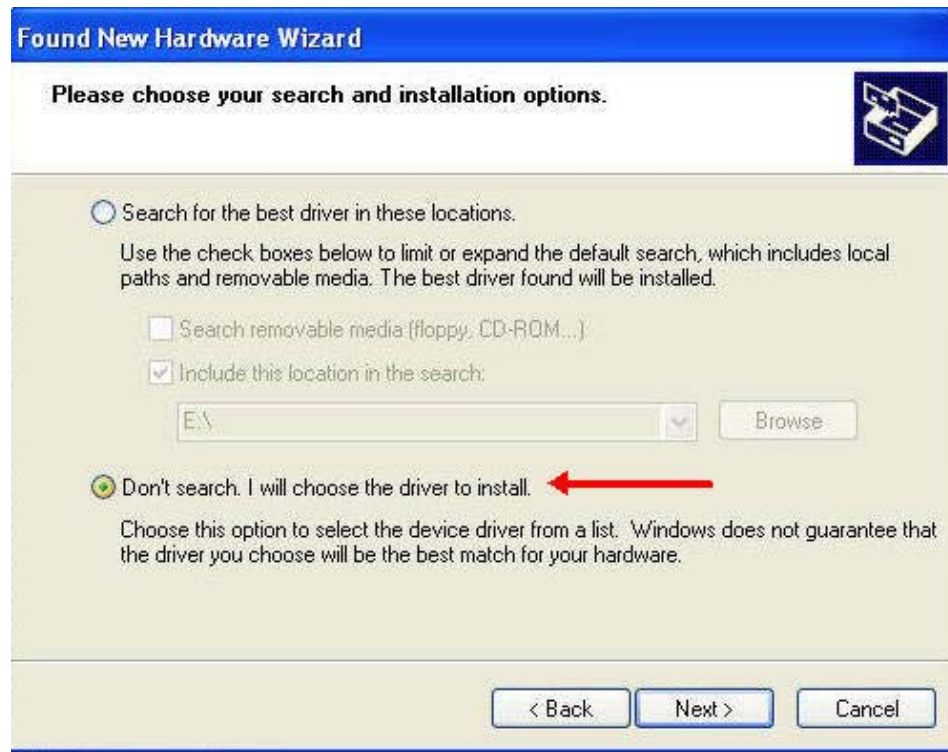 Found New Hardware Wizard
Please choose your search and installation options.
Search for the best driver in these locations.
Use the check boxes below to limit or expand the default search, which includes local
paths and removable media. The best driver found will be installed.
Search removable media (floppy, CD-ROM...)
Include this location in the search:
E:\
Browse
Don't search. I will choose the driver to install.
Choose this option to select the device driver from a list. Windows does not guarantee that
the driver you choose will be the best match for your hardware.
< Back
Next >
Cancel